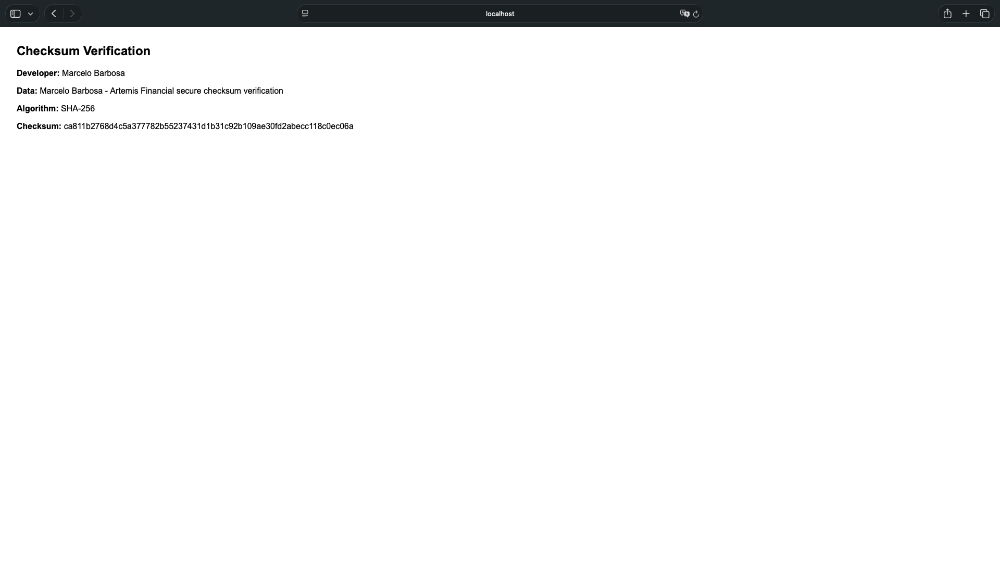 localhost
Checksum Verification
Developer: Marcelo Barbosa
Data: Marcelo Barbosa - Artemis Financial secure checksum verification
Algorithm: SHA-256
Checksum: ca811b2768d4c5a377782b55237431d1b31c92b109ae30fd2abecc118c0ec06a